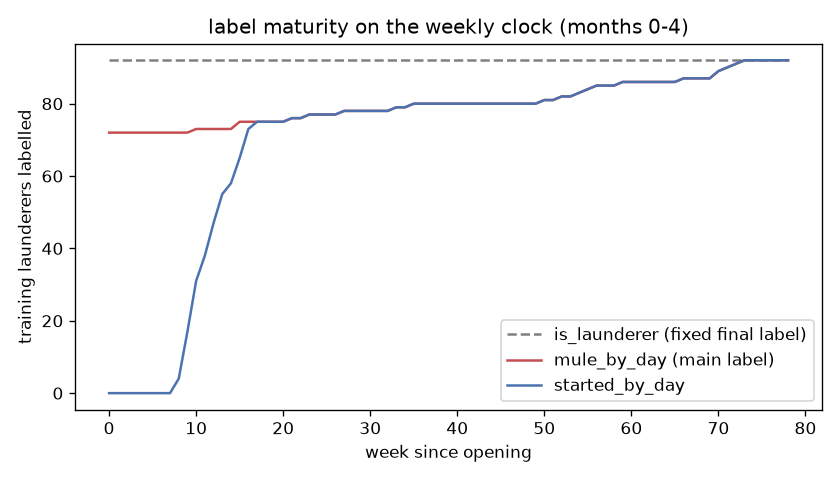 label maturity on the weekly clock (months 0-4)
training launderers labelled
80
60
40
20
0
is_launderer (fixed final label)
mule_by_day (main label)
started_by_day
0 10 20 30 40 50 60 70 80
week since opening